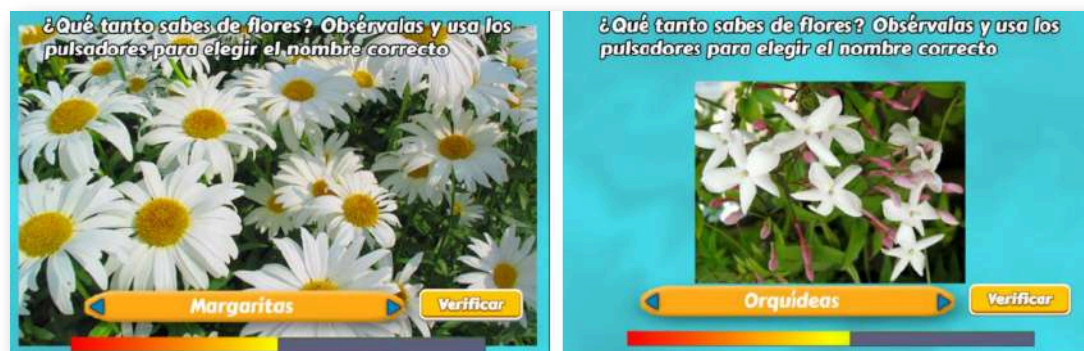 ¿Qué tanto sabes de flores? Obsérvalas y usa los
pulsadores para elegir el nombre correcto
Margaritas
Verificar
¿Qué tanto sabes de flores? Obsérvalas y usa los
pulsadores para elegir el nombre correcto
Orquídeas
Verificar